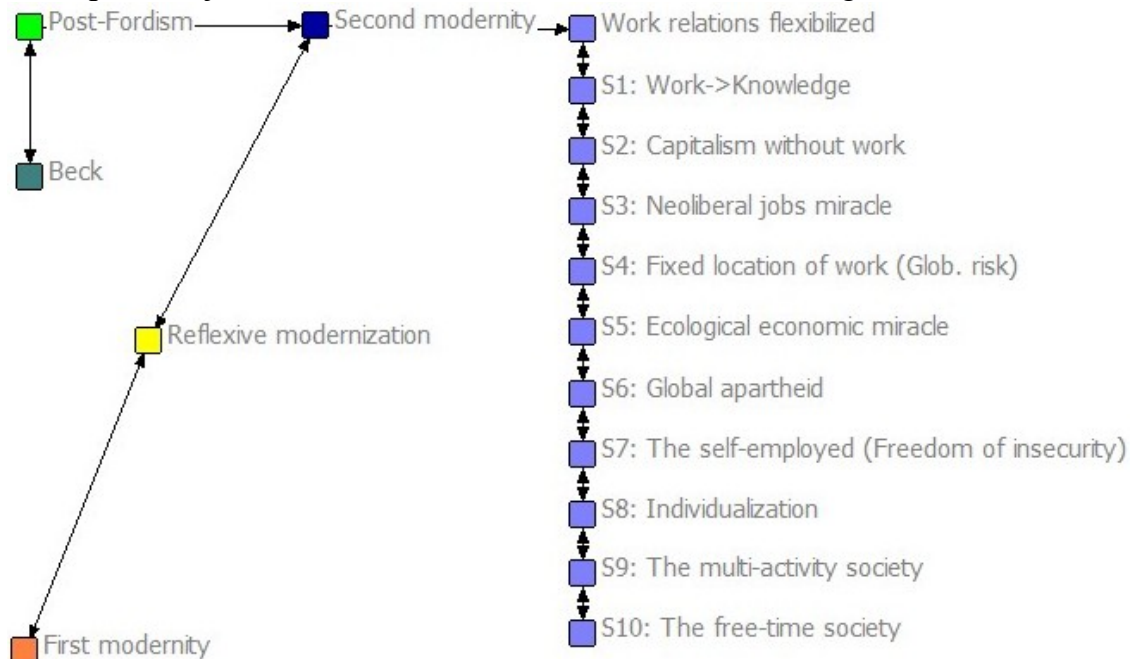 Post-Fordism
Second modernity
Work relations flexibilized
S1: Work->Knowledge
S2: Capitalism without work
Beck
S3: Neoliberal jobs miracle
S4: Fixed location of work (Glob. risk)
S5: Ecological economic miracle
Reflexive modernization
S6: Global apartheid
S7: The self-employed (Freedom of insecurity)
S8: Individualization
S9: The multi-activity society
S10: The free-time society
First modernity